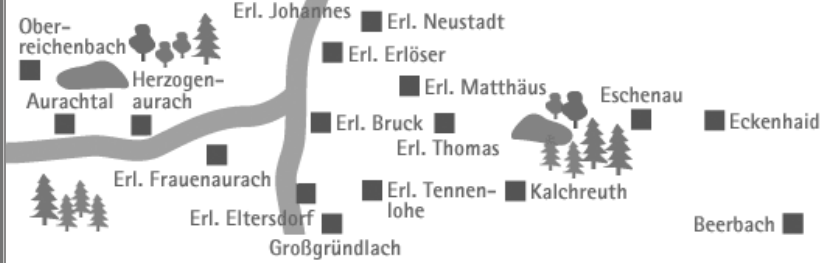 Erl. Johannes
Erl. Neustadt
Ober-
reichenbach
Erl. Erlöser
Herzogen-
aurach
Erl. Matthäus
Eschenau
Aurachtal
Erl. Bruck
Eckenhaid
Erl. Thomas
Erl. Frauenaurach
Erl. Tennen-
lohe
Kalchreuth
Erl. Eltersdorf
Beerbach
Großgründlach